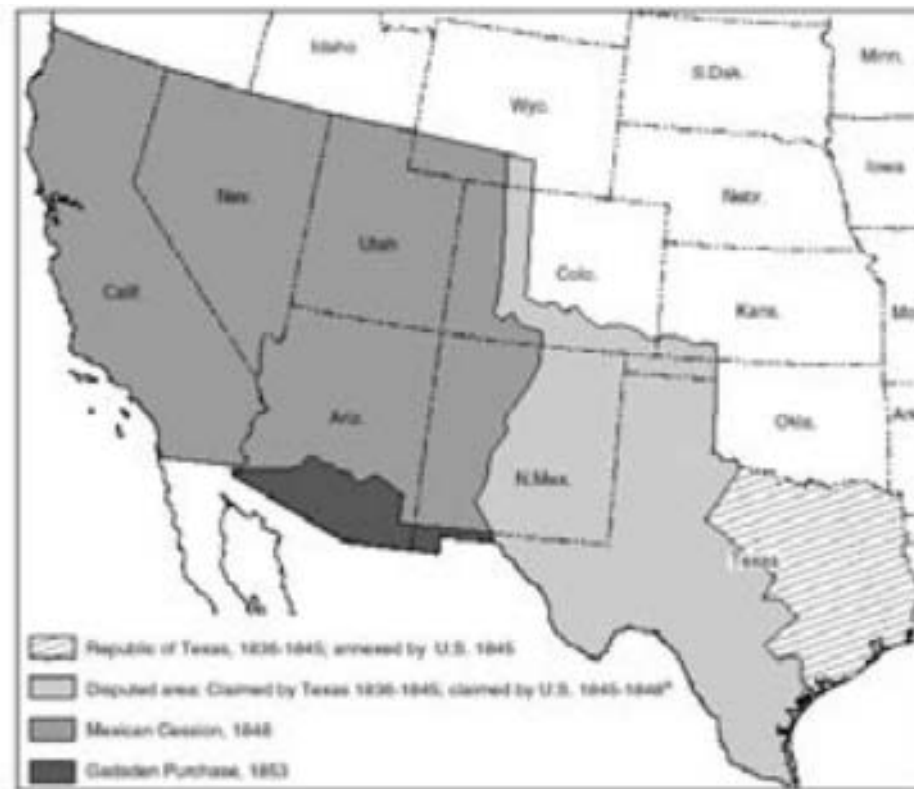 Idaho
Minn.
S.Dak.
Wyo.
Iowa
Nev.
Nebr.
Utah
Colo.
Calif.
Kans.
Mo
Ariz.
Okla.
N.Mex.
Texas
Republic of Texas, 1836-1845; annexed by U.S. 1845
Disputed area: Claimed by Texas 1836-1845; claimed by U.S. 1845-1848
Mexican Cession, 1848
Gadsden Purchase, 1853